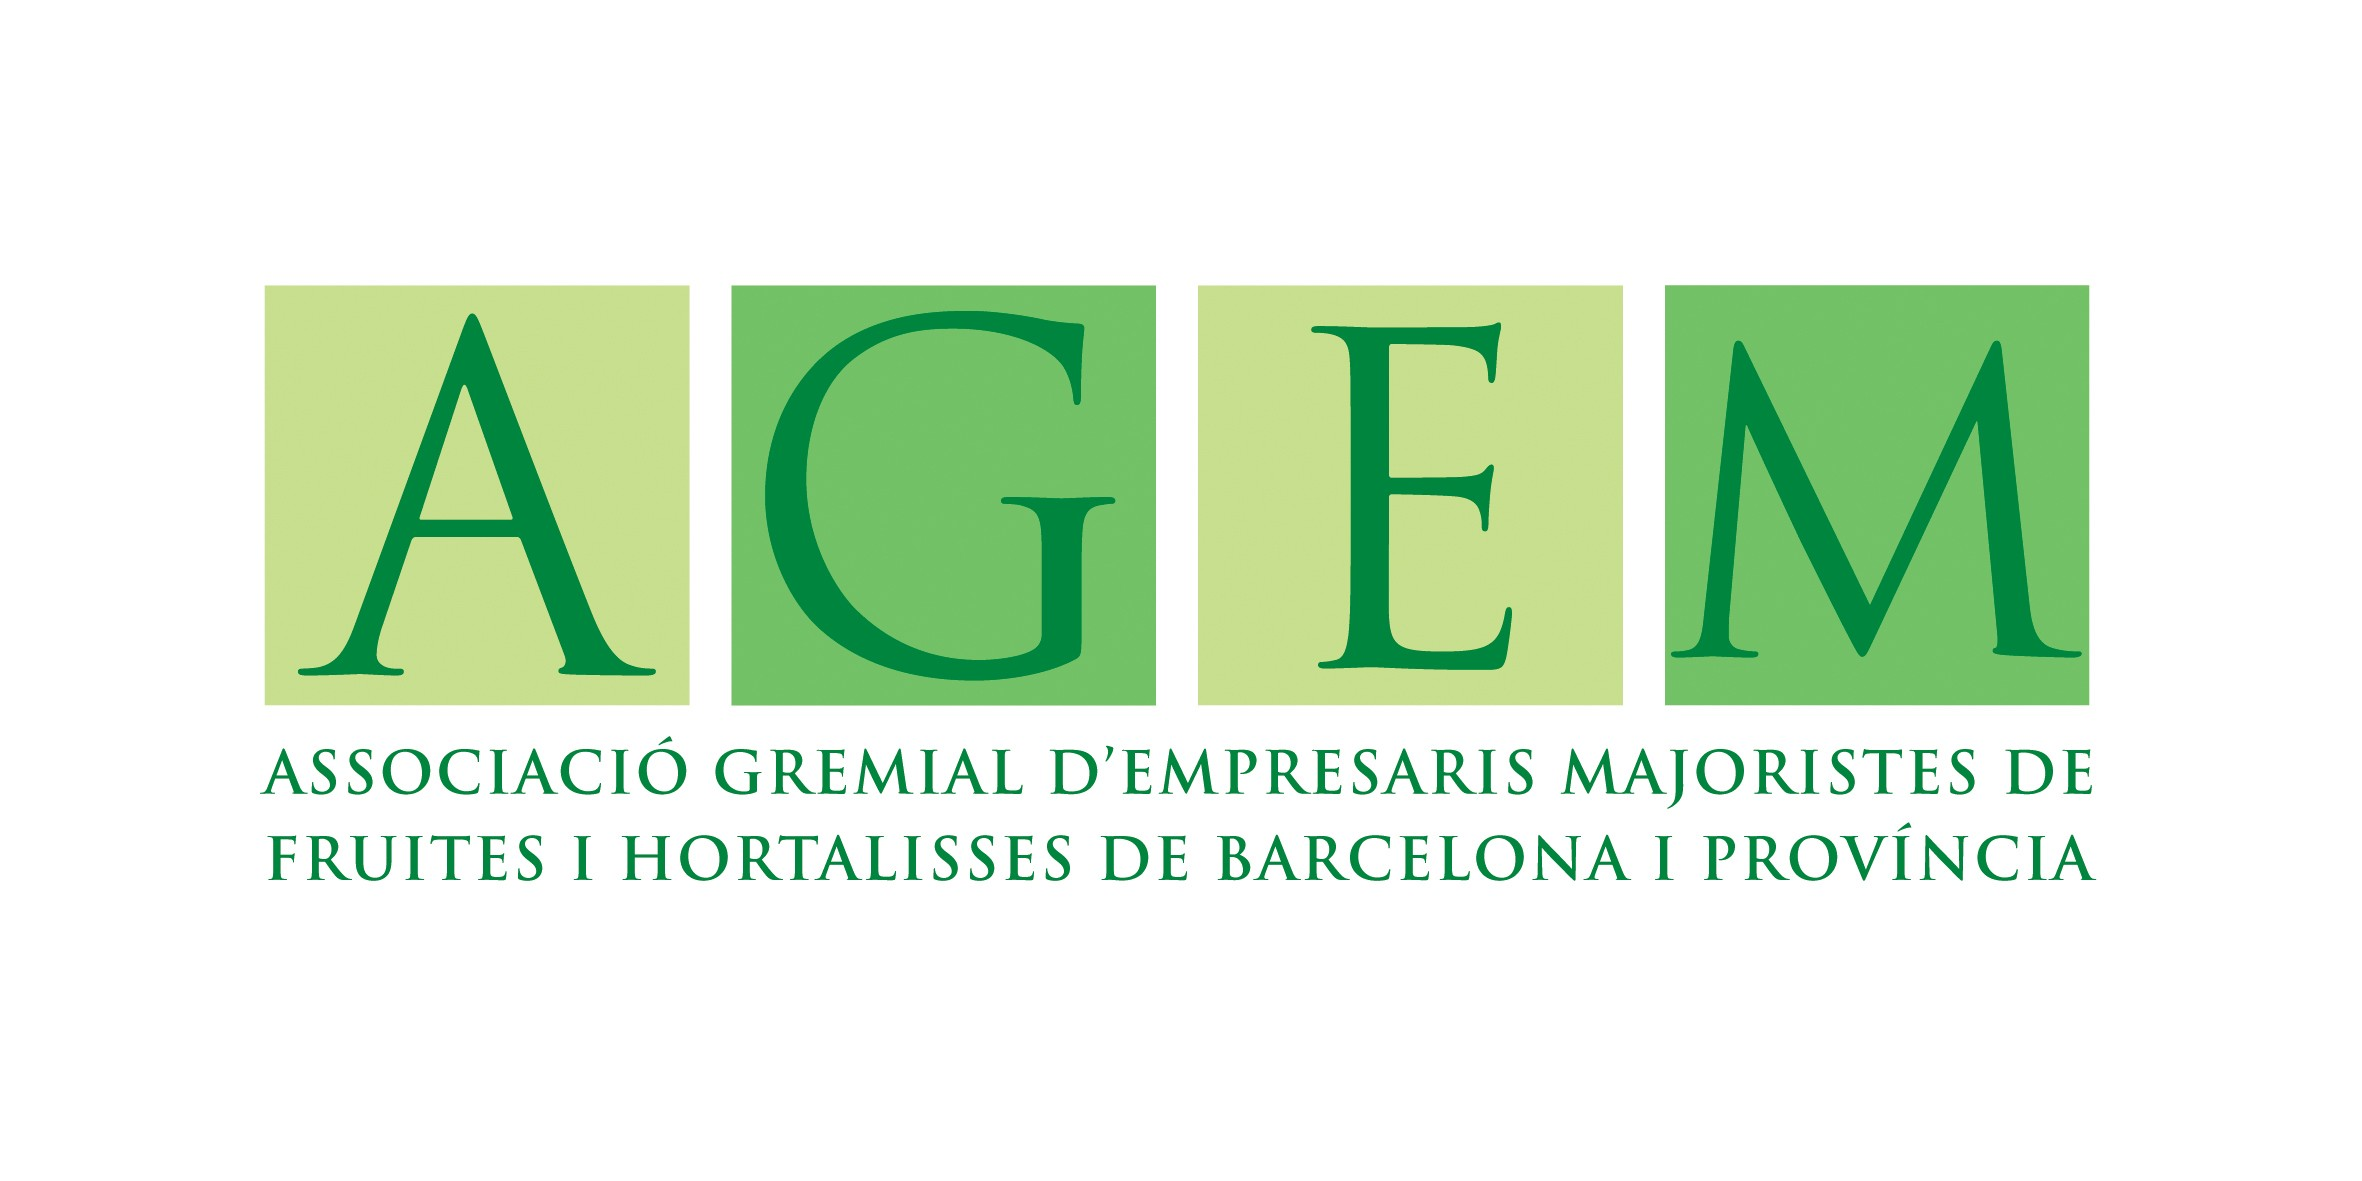 AGEM
ASSOCIACIÓ GREMIAL D’EMPRESARIS MAJORISTES DE
FRUITES I HORTALISSES DE BARCELONA I PROVÍNCIA